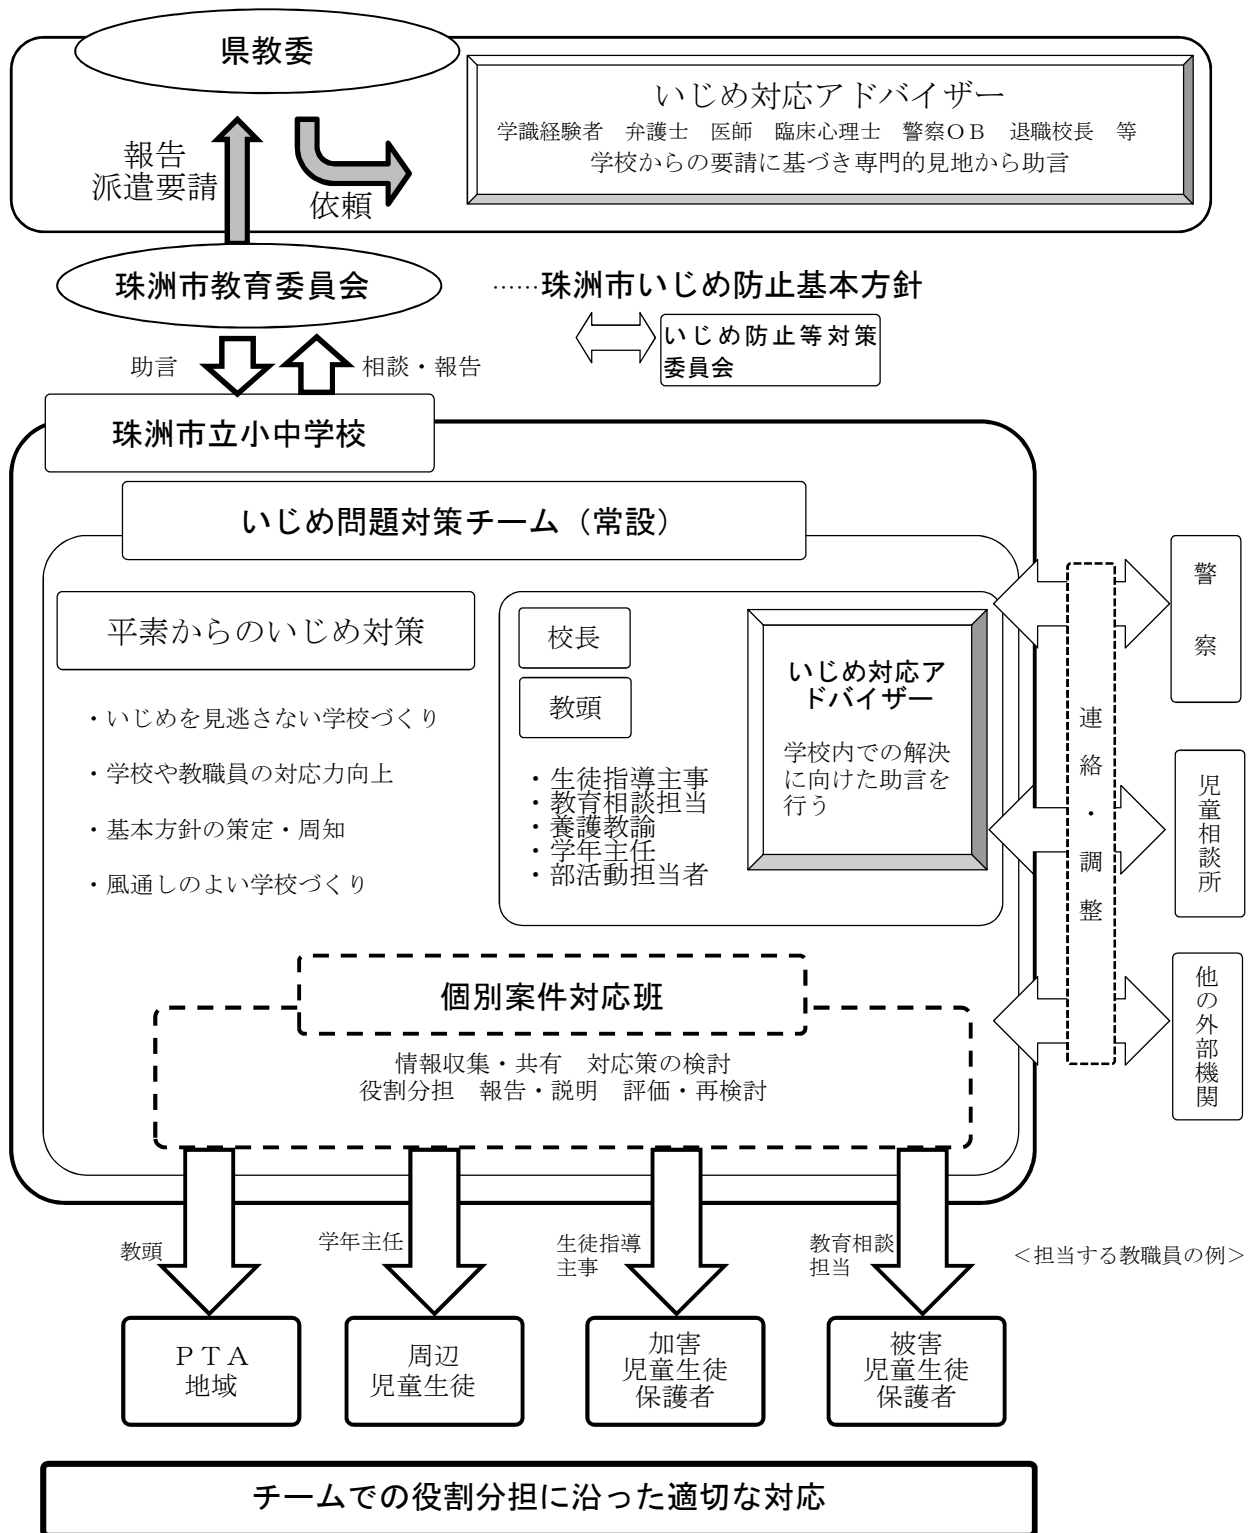 県教委
いじめ対応アドバイザー
学識経験者　弁護士　医師　臨床心理士　警察ＯＢ　退職校長　等
学校からの要請に基づき専門的見地から助言
報告
派遣要請
依頼
珠洲市教育委員会
……珠洲市いじめ防止基本方針
いじめ防止等対策
委員会
助言
相談・報告
珠洲市立小中学校
いじめ問題対策チーム（常設）
平素からのいじめ対策
・いじめを見逃さない学校づくり
・学校や教職員の対応力向上
・基本方針の策定・周知
・風通しのよい学校づくり
校長
教頭
・生徒指導主事
・教育相談担当
・養護教諭
・学年主任
・部活動担当者
いじめ対応ア
ドバイザー
学校内での解決
に向けた助言を
行う
連絡・調整
警察
児童相談所
他の外部機関
個別案件対応班
情報収集・共有　対応策の検討
役割分担　報告・説明　評価・再検討
教頭
学年主任
生徒指導
主事
教育相談
担当
＜担当する教職員の例＞
ＰＴＡ
地域
周辺
児童生徒
加害
児童生徒
保護者
被害
児童生徒
保護者
チームでの役割分担に沿った適切な対応